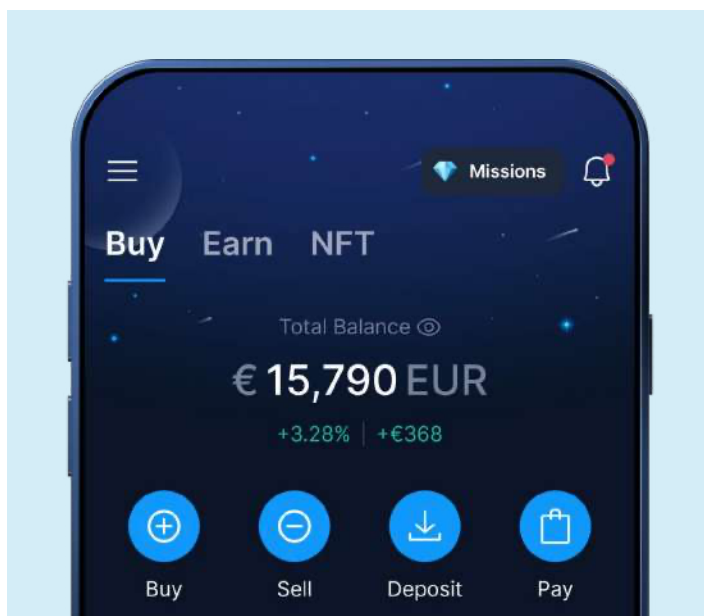 Missions
Buy Earn NFT
Total Balance
€ 15,790 EUR
+3.28% | +€368
Buy Sell Deposit Pay